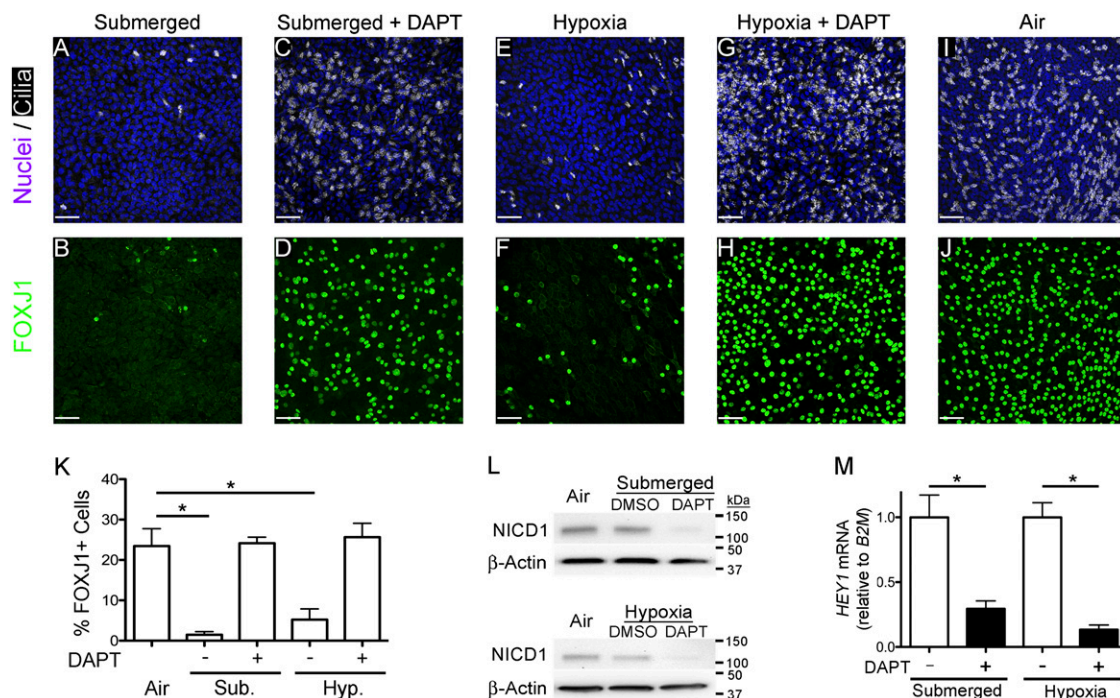 Submerged Submerged + DAPT Hypoxia Hypoxia + DAPT Air
Nuclei / Cilia
A C E G I
FOXJ1
B D F H J
K
% FOXJ1+ Cells
40
30
20
10
0
DAPT - + - +
Air Sub. Hyp.
* *
L
Submerged
Air DMSO DAPT kDa
NICD1 150
100
β-Actin 50
37
Hypoxia
Air DMSO DAPT
NICD1 150
100
β-Actin 50
37
M
* *
HEY1 mRNA
(relative to B2M)
1.0
0.5
0.0
DAPT - + - +
Submerged Hypoxia